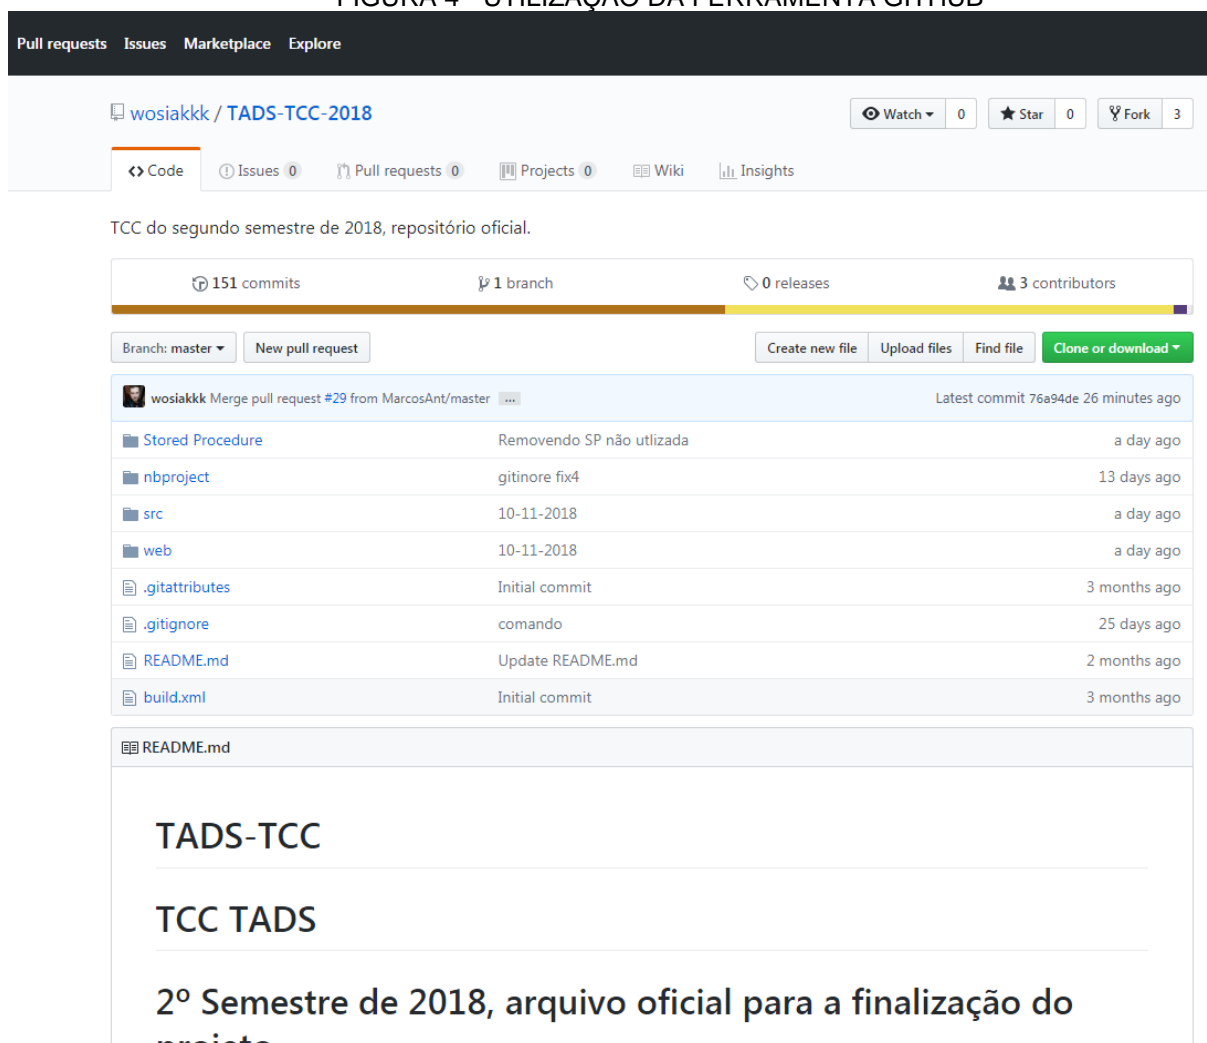 FIGURA 4 - UTILIZAÇÃO DA FERRAMENTA GITHUB
Pull requests Issues Marketplace Explore
wosiakkk / TADS-TCC-2018 Watch 0 Star 0 Fork 3
Code Issues 0 Pull requests 0 Projects 0 Wiki Insights
TCC do segundo semestre de 2018, repositório oficial.
151 commits 1 branch 0 releases 3 contributors
Branch: master New pull request Create new file Upload files Find file Clone or download
wosiakkk Merge pull request #29 from MarcosAnt/master ... Latest commit 76a94de 26 minutes ago
Stored Procedure Removendo SP não utlizada a day ago
nbproject gitinore fix4 13 days ago
src 10-11-2018 a day ago
web 10-11-2018 a day ago
.gitattributes Initial commit 3 months ago
.gitignore comando 25 days ago
README.md Update README.md 2 months ago
build.xml Initial commit 3 months ago
README.md
TADS-TCC
TCC TADS
2º Semestre de 2018, arquivo oficial para a finalização do
projeto